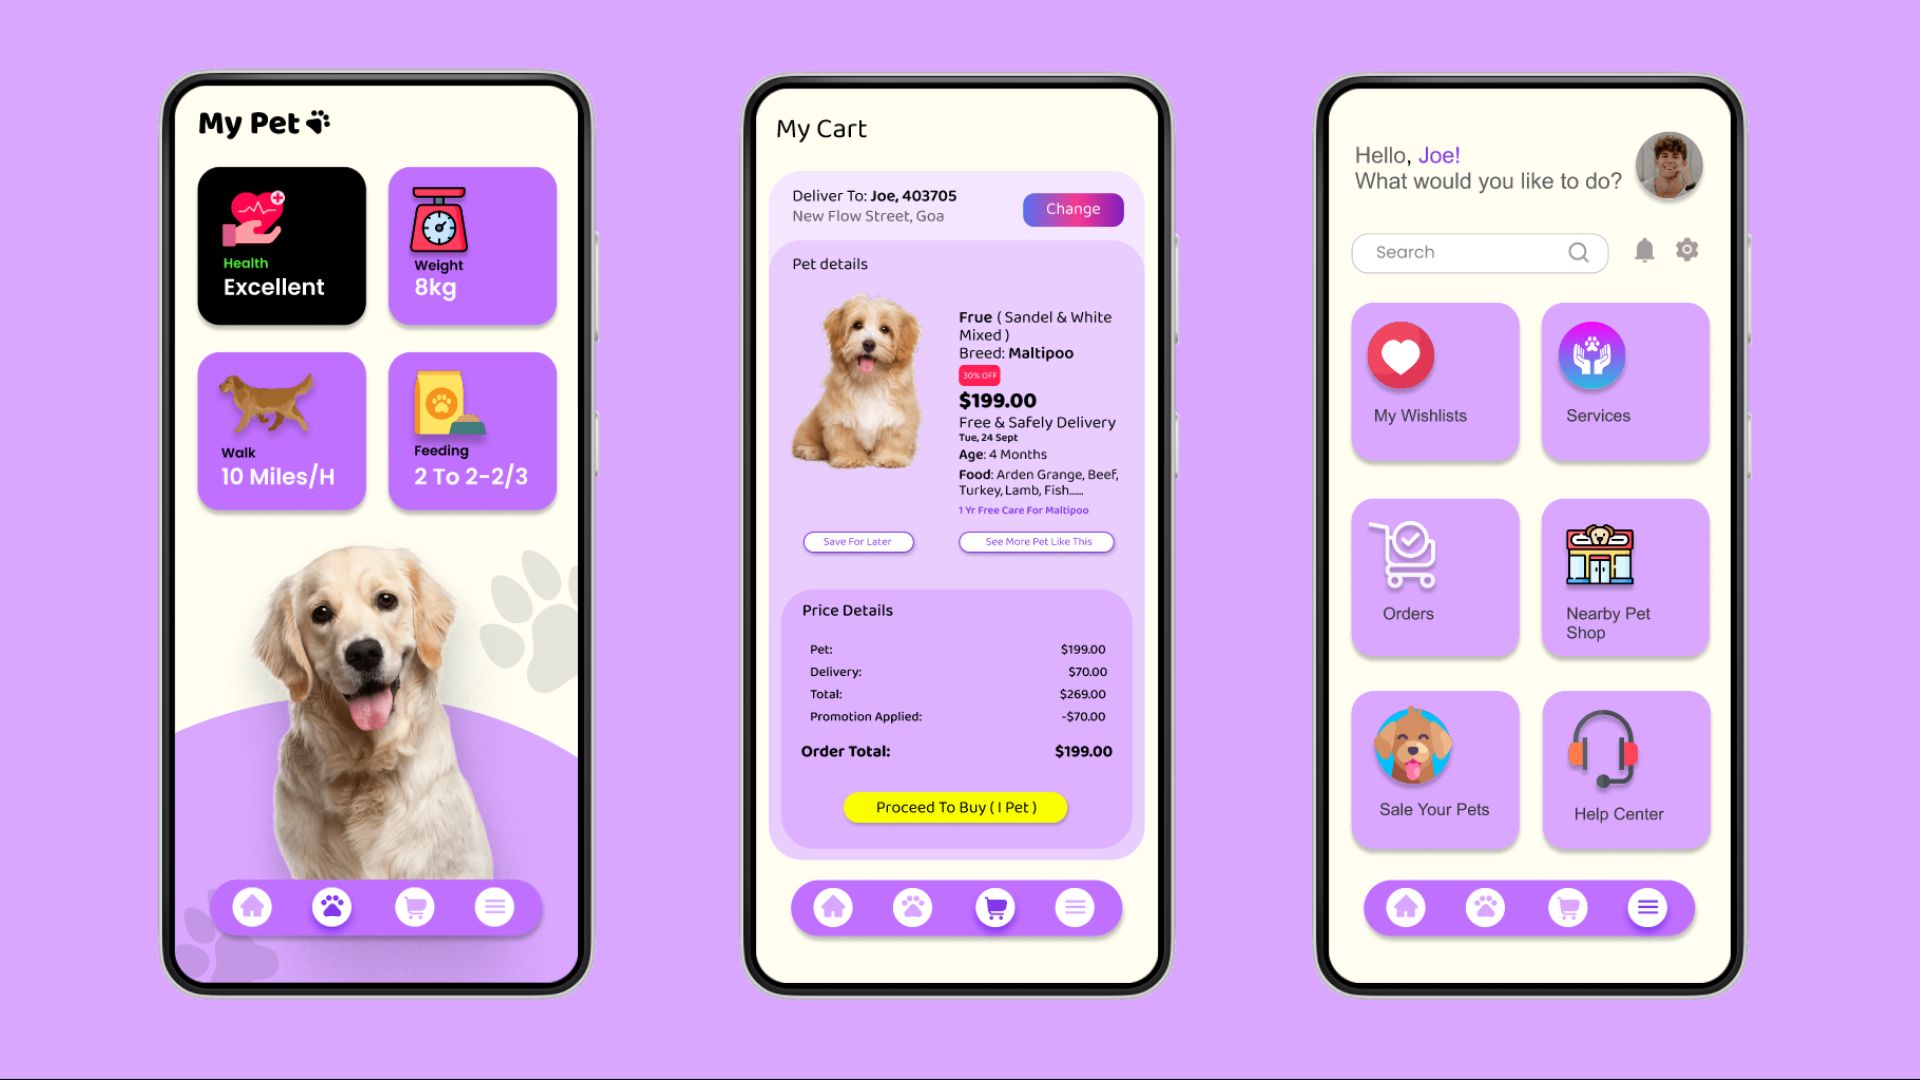 My Pet
Health
Excellent
Weight
8kg
Walk
10 Miles/H
Feeding
2 To 2-2/3
My Cart
Deliver To: Joe, 403705
New Flow Street, Goa
Change
Pet details
Frue ( Sandel & White
Mixed )
Breed: Maltipoo
30% OFF
$199.00
Free & Safely Delivery
Tue, 24 Sept
Age: 4 Months
Food: Arden Grange, Beef,
Turkey, Lamb, Fish......
1 Yr Free Care For Maltipoo
Save For Later
See More Pet Like This
Price Details
Pet: $199.00
Delivery: $70.00
Total: $269.00
Promotion Applied: -$70.00
Order Total: $199.00
Proceed To Buy ( I Pet )
Hello, Joe!
What would you like to do?
Search
My Wishlists
Services
Orders
Nearby Pet
Shop
Sale Your Pets
Help Center